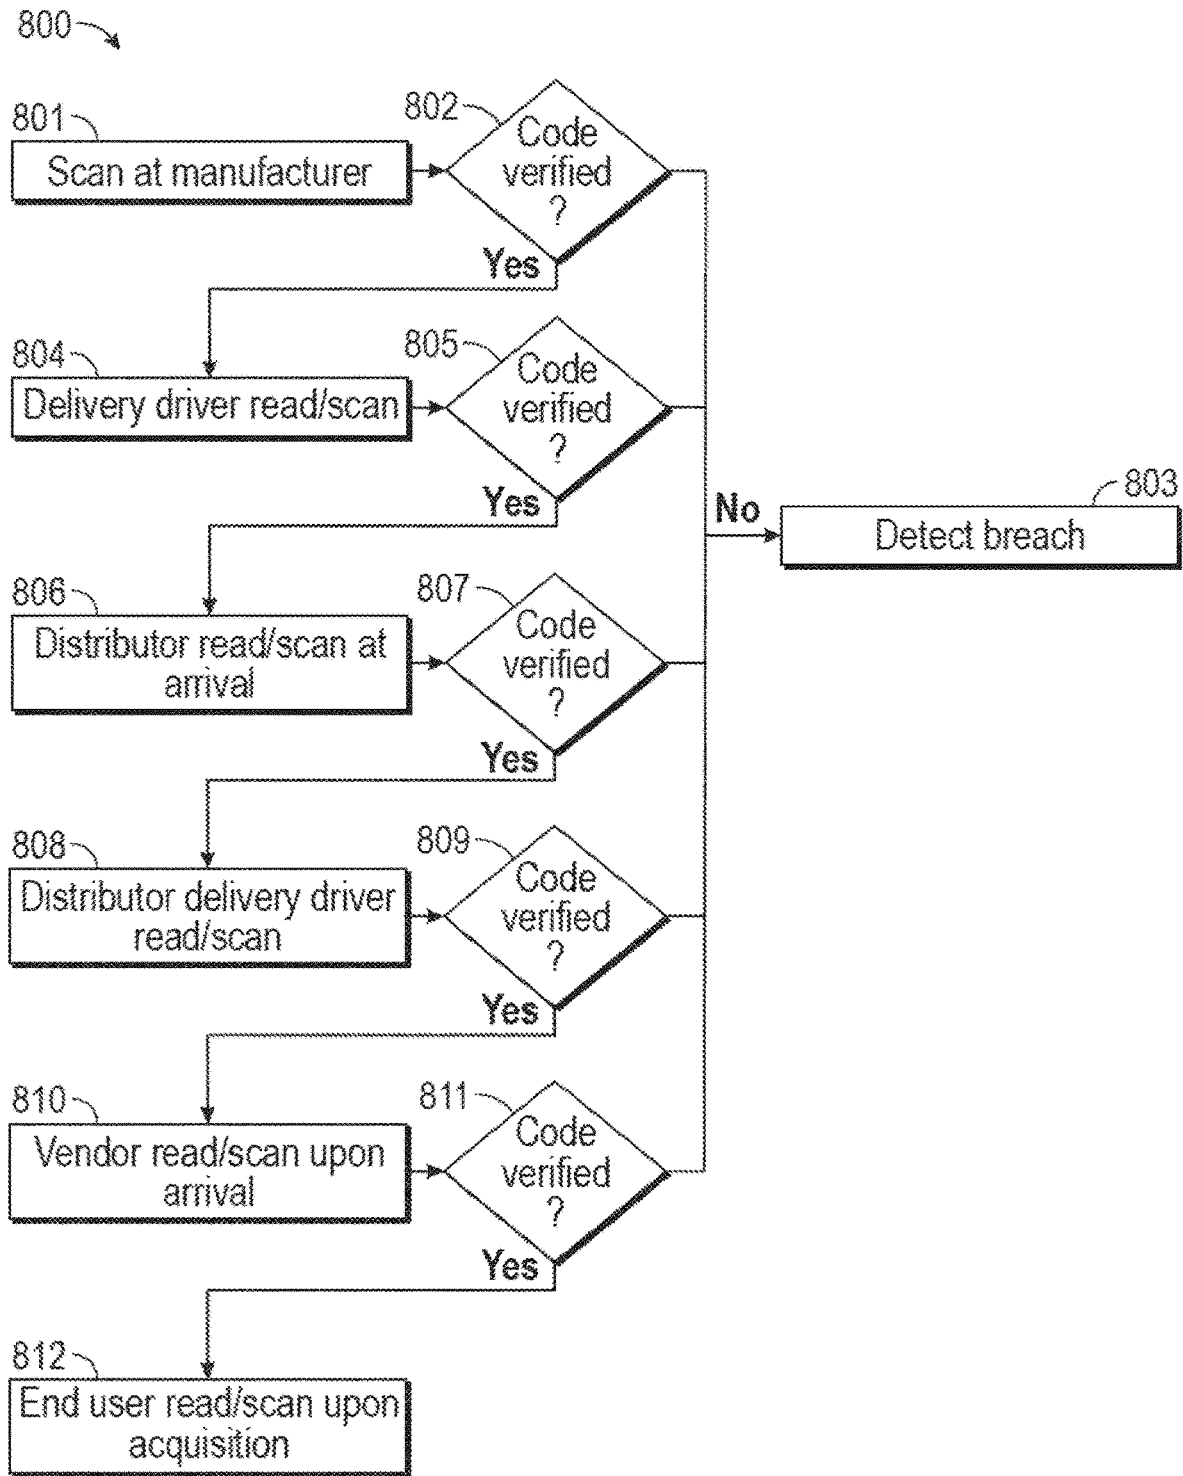 800
801
Scan at manufacturer
802
Code
verified
?
Yes
804
Delivery driver read/scan
805
Code
verified
?
Yes
No
803
Detect breach
806
Distributor read/scan at
arrival
807
Code
verified
?
Yes
808
Distributor delivery driver
read/scan
809
Code
verified
?
Yes
810
Vendor read/scan upon
arrival
811
Code
verified
?
Yes
812
End user read/scan upon
acquisition